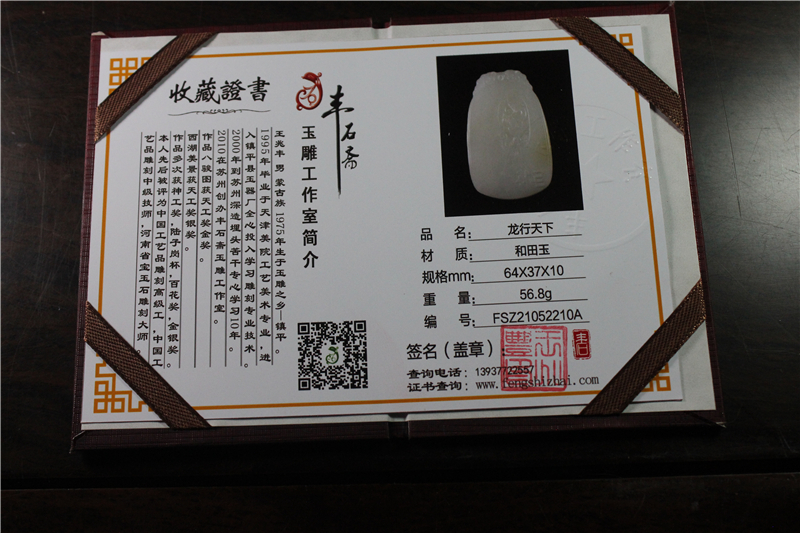 收藏證書
丰石斋
玉雕工作室简介
王兆丰 男 蒙古族 1975年生于玉雕之乡—镇平。
1995年毕业于天津美院工艺美术专业，进
入镇平县玉器厂全心投入学习雕刻专业技术。
2000年到苏州深造埋头苦干专心学习10年。
2010在苏州创办丰石斋玉雕工作室。
作品八骏图获天工奖金奖。
西湖美景获天工奖银奖。
作品多次获神工奖，陆子岗杯，百花奖，金银奖。
本人先后被评为中国工艺品雕刻高级工，中国工
艺品雕刻中级技师，河南省宝玉石雕刻大师。
品 名： 龙行天下
材 质： 和田玉
规格mm： 64X37X10
重 量： 56.8g
编 号： FSZ21052210A
签名（盖章）：
查询电话：13937722557
证书查询：www.fengshizhai.com